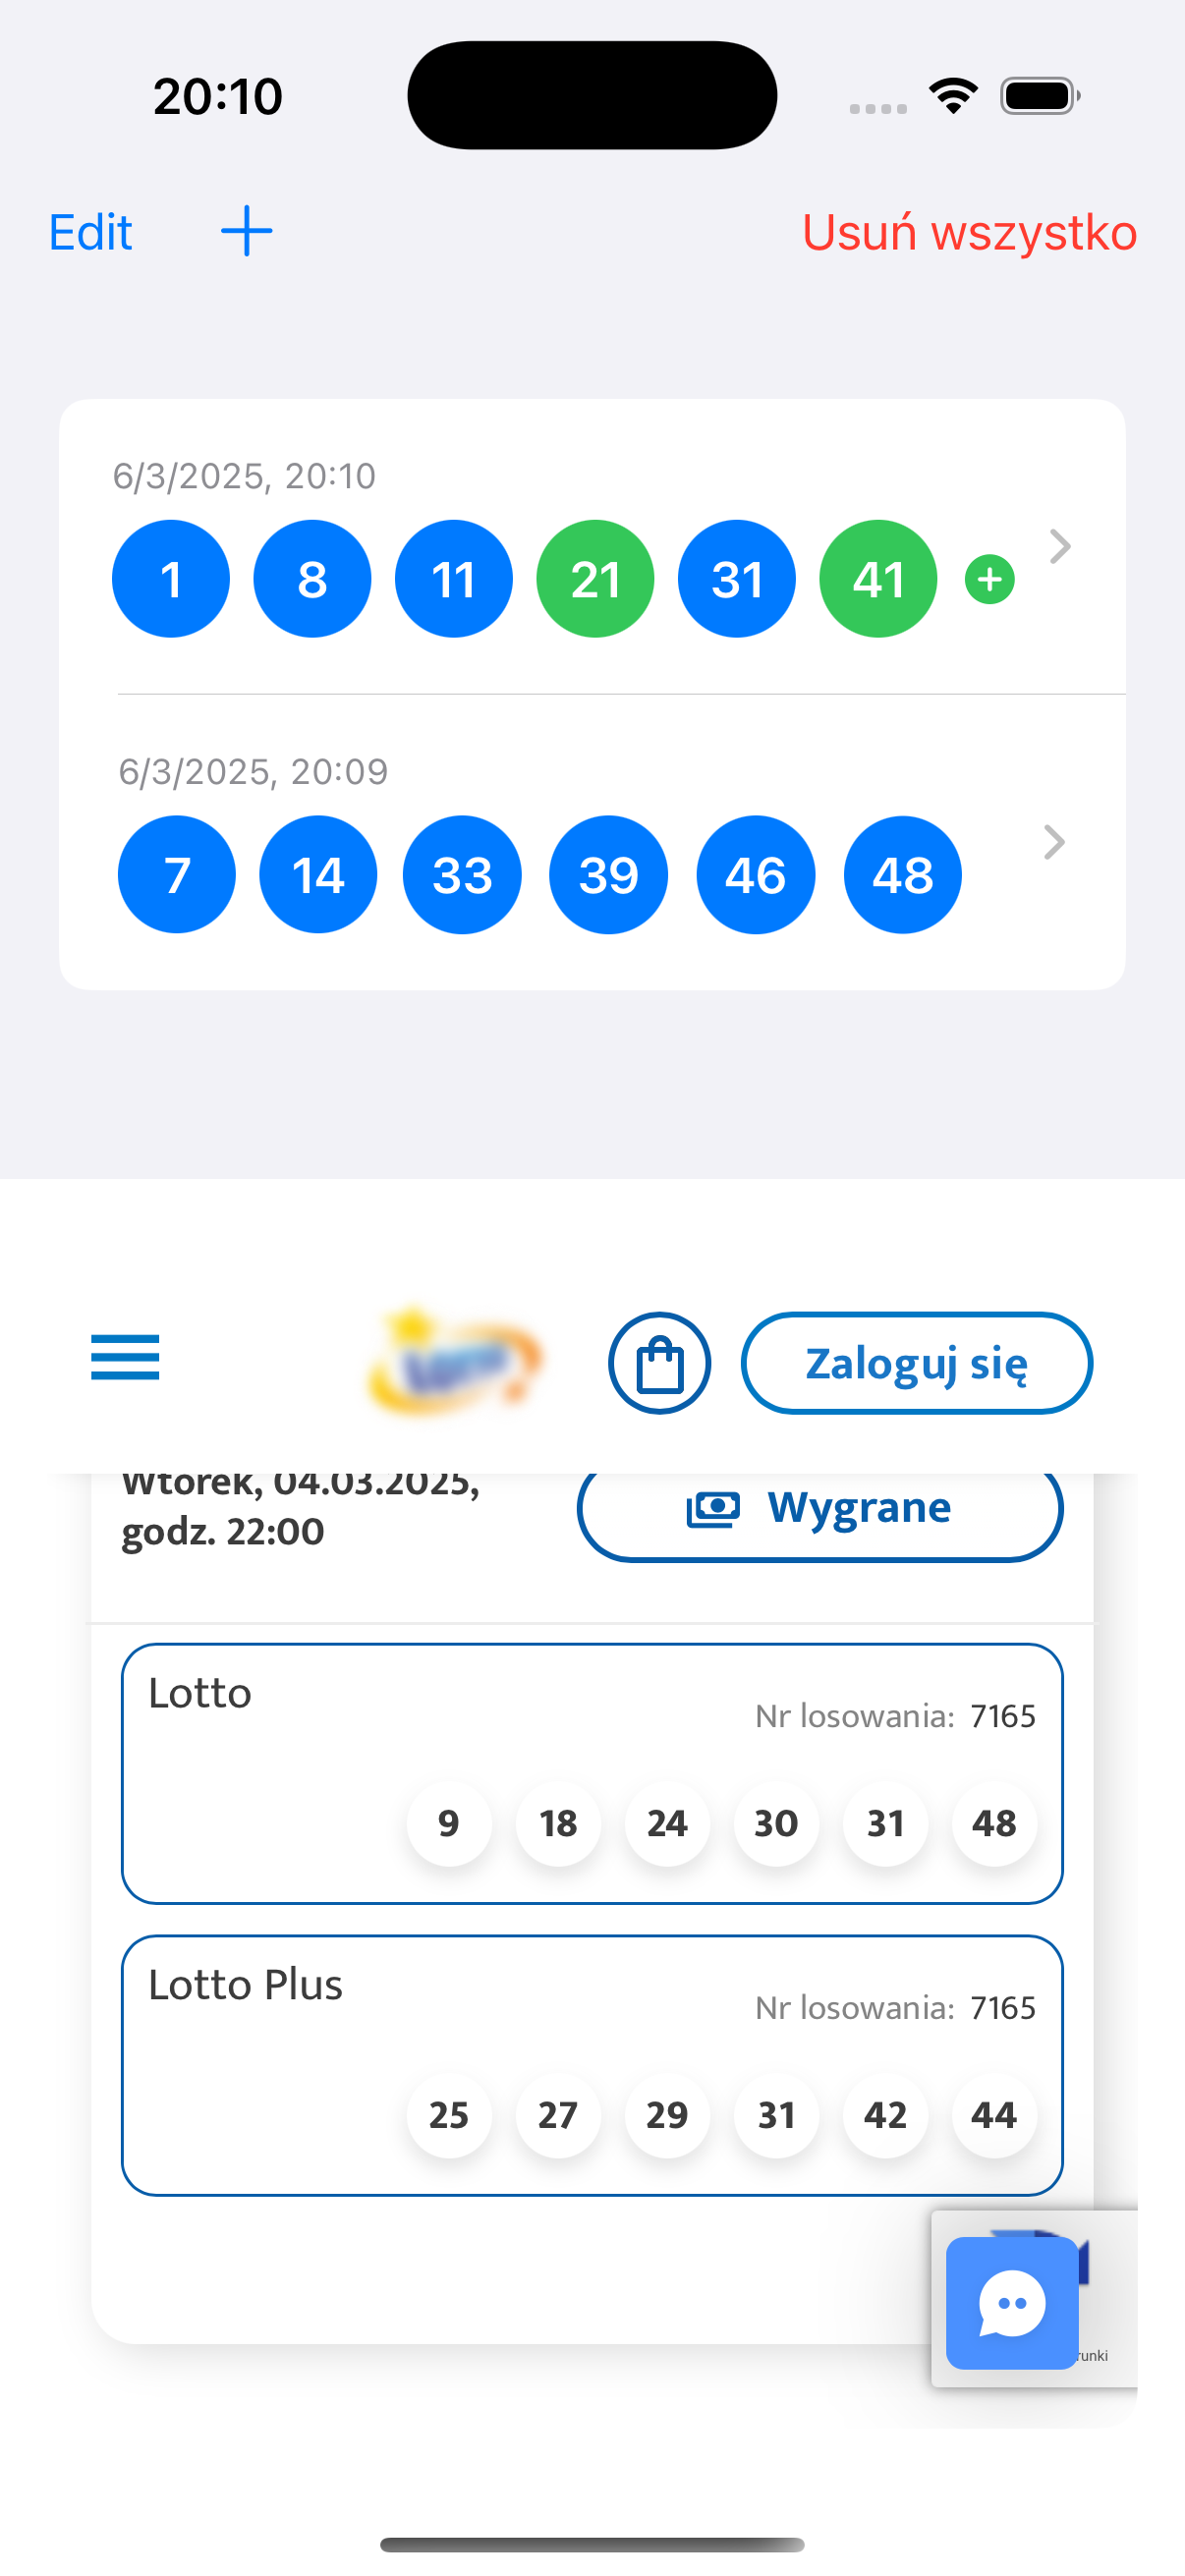 20:10
Edit + Usuń wszystko
6/3/2025, 20:10
1 8 11 21 31 41 +
6/3/2025, 20:09
7 14 33 39 46 48
Zaloguj się
Wtorek, 04.03.2025,
godz. 22:00
Wygrane
Lotto
Nr losowania: 7165
9 18 24 30 31 48
Lotto Plus
Nr losowania: 7165
25 27 29 31 42 44
runki